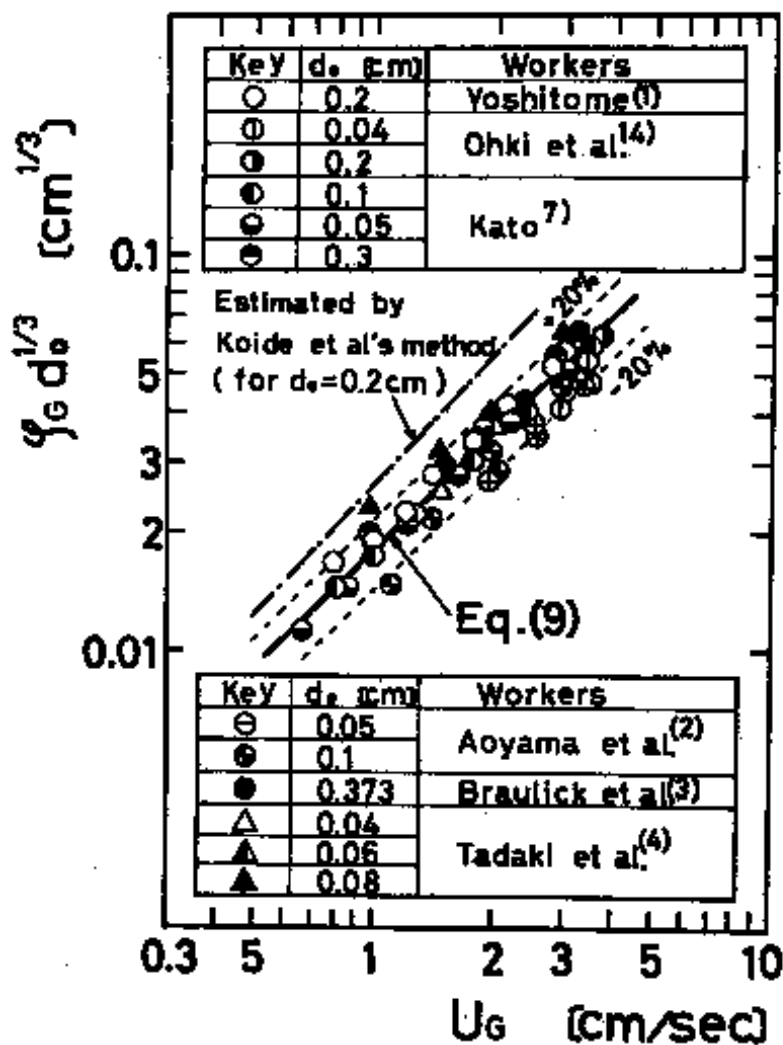 Key d. [cm] Workers
0.2 Yoshitome(1)
0.04 Ohki et al.14)
0.2
0.1 Kato7)
0.05
0.3
φG d.1/3 [cm1/3]
0.1
5
3
2
0.01
Estimated by
Koide et al's method
( for d.=0.2cm )
-20%
-20%
Eq.(9)
Key d. [cm] Workers
0.05 Aoyama et al.(2)
0.1
0.373 Braulick et al(3)
0.04 Tadaki et al.(4)
0.06
0.08
0.3 5 1 2 3 5 10
UG [cm/sec]